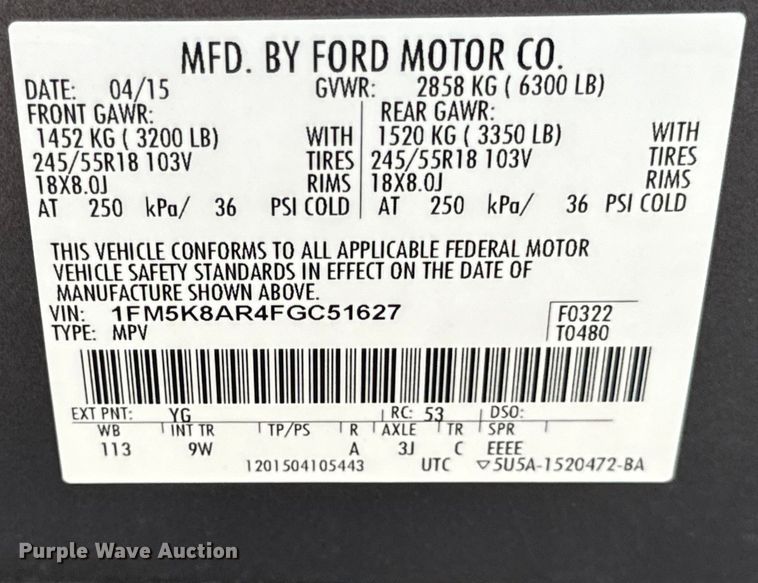 MFD. BY FORD MOTOR CO.
DATE: 04/15 GVWR: 2858 KG ( 6300 LB)
FRONT GAWR: REAR GAWR:
1452 KG ( 3200 LB) WITH 1520 KG ( 3350 LB) WITH
245/55R18 103V TIRES 245/55R18 103V TIRES
18X8.0J RIMS 18X8.0J RIMS
AT 250 kPa/ 36 PSI COLD AT 250 kPa/ 36 PSI COLD
THIS VEHICLE CONFORMS TO ALL APPLICABLE FEDERAL MOTOR
VEHICLE SAFETY STANDARDS IN EFFECT ON THE DATE OF
MANUFACTURE SHOWN ABOVE.
VIN: 1FM5K8AR4FGC51627 F0322
TYPE: MPV T0480
EXT PNT: YG RC: 53 DSO:
WB INT TR TP/PS R AXLE TR SPR
113 9W A 3J C EEEE
1201504105443 UTC ▽5U5A-1520472-BA
Purple Wave Auction